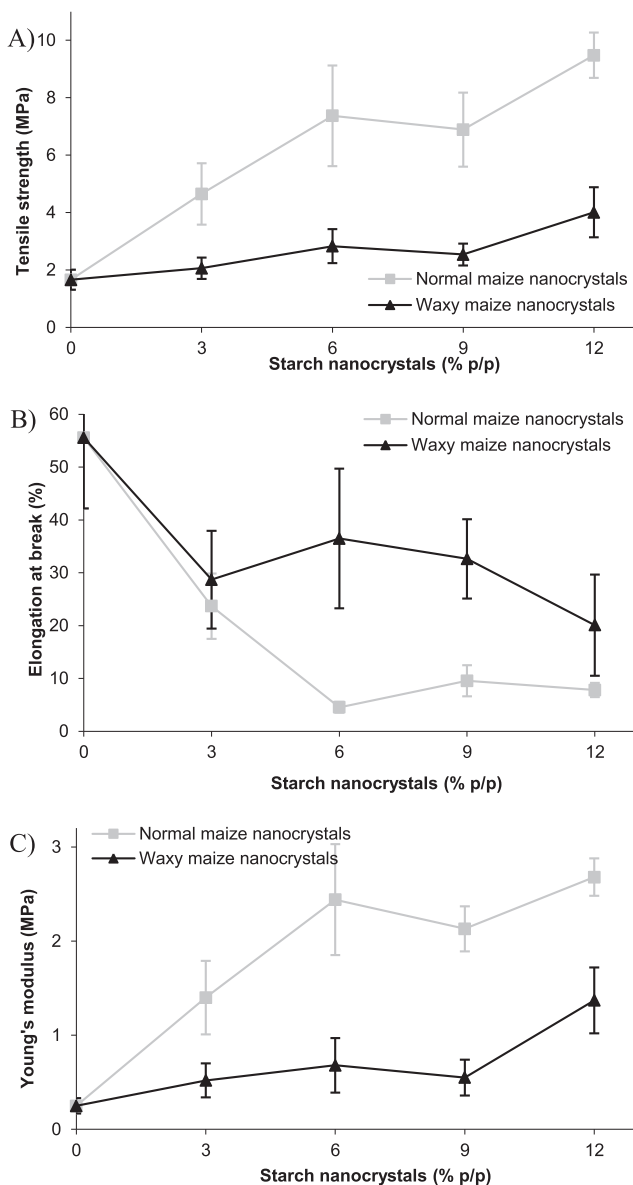 A)
Tensile strength (MPa)
10
8
6
4
2
0
Normal maize nanocrystals
Waxy maize nanocrystals
0 3 6 9 12
Starch nanocrystals (% p/p)
B)
Elongation at break (%)
60
50
40
30
20
10
0
Normal maize nanocrystals
Waxy maize nanocrystals
0 3 6 9 12
Starch nanocrystals (% p/p)
C)
Young's modulus (MPa)
3
2
1
0
Normal maize nanocrystals
Waxy maize nanocrystals
0 3 6 9 12
Starch nanocrystals (% p/p)